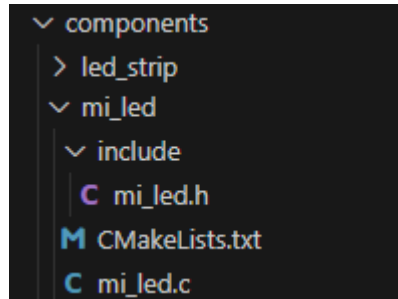 components
led_strip
mi_led
include
C mi_led.h
M CMakeLists.txt
C mi_led.c